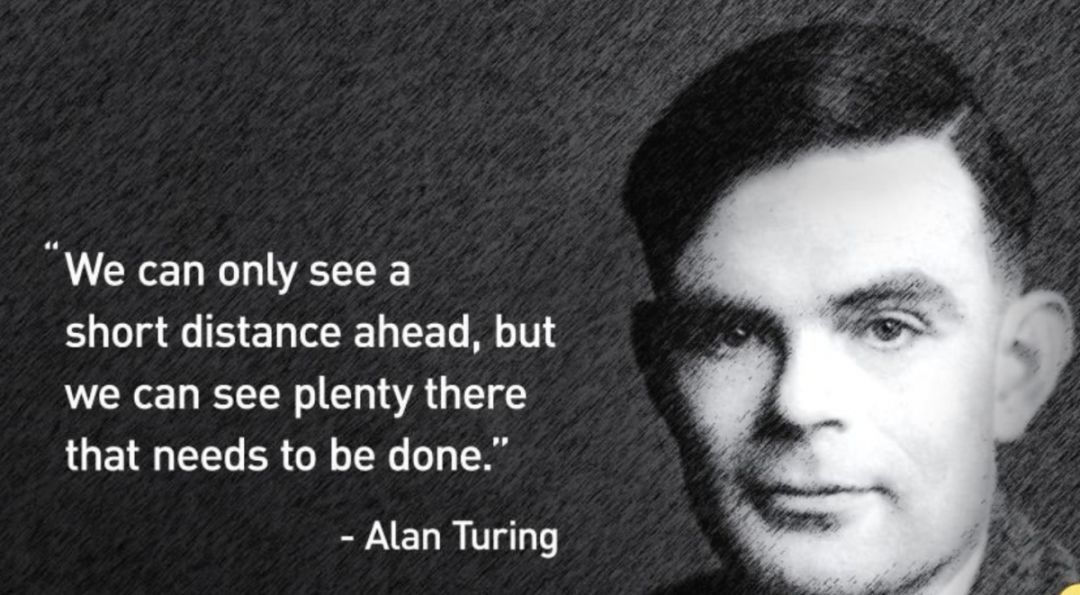 “We can only see a
short distance ahead, but
we can see plenty there
that needs to be done.”
- Alan Turing